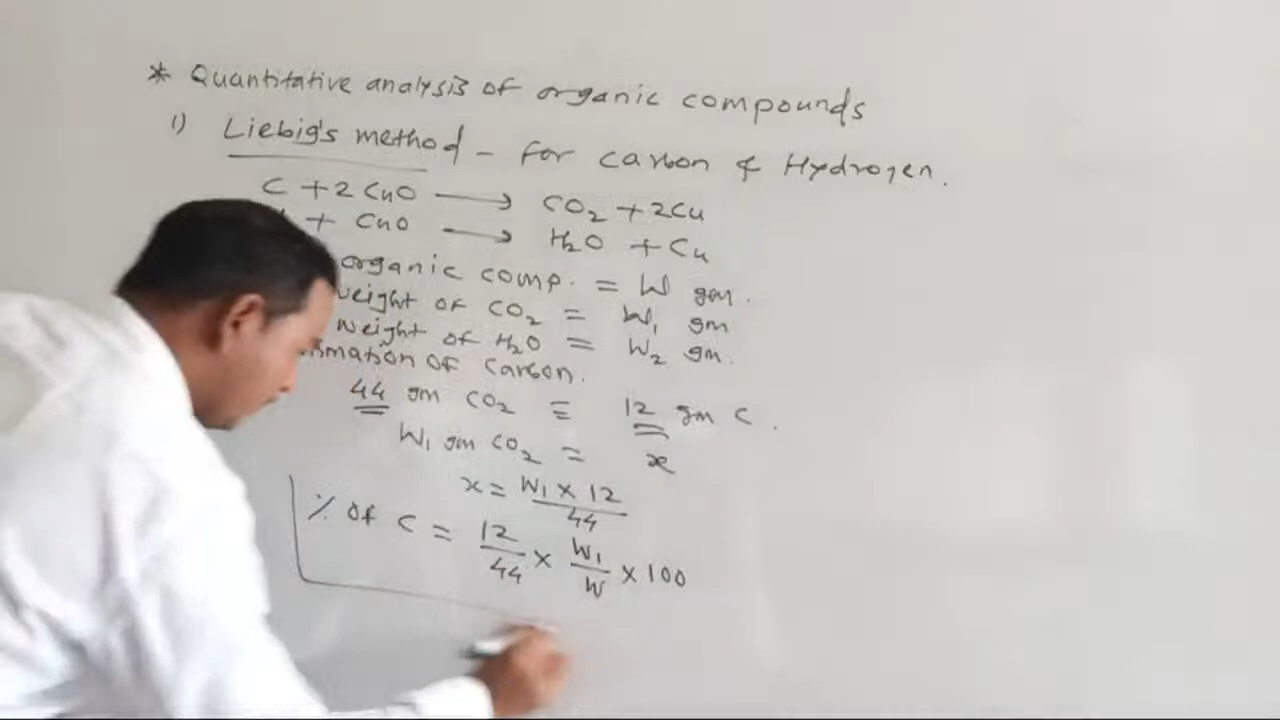 * Quantitative analysis of organic compounds
1) Liebig's method - for carbon & Hydrogen.
C + 2 CuO → CO₂ + 2Cu
+ CuO → H₂O + Cu
organic comp. = W gm.
weight of CO₂ = W₁ gm
weight of H₂O = W₂ gm.
of carbon.
44 gm CO₂ ≡ 12 gm C.
W₁ gm CO₂ = x
x = W₁ × 12 / 44
% of C = 12/44 × W₁/W × 100